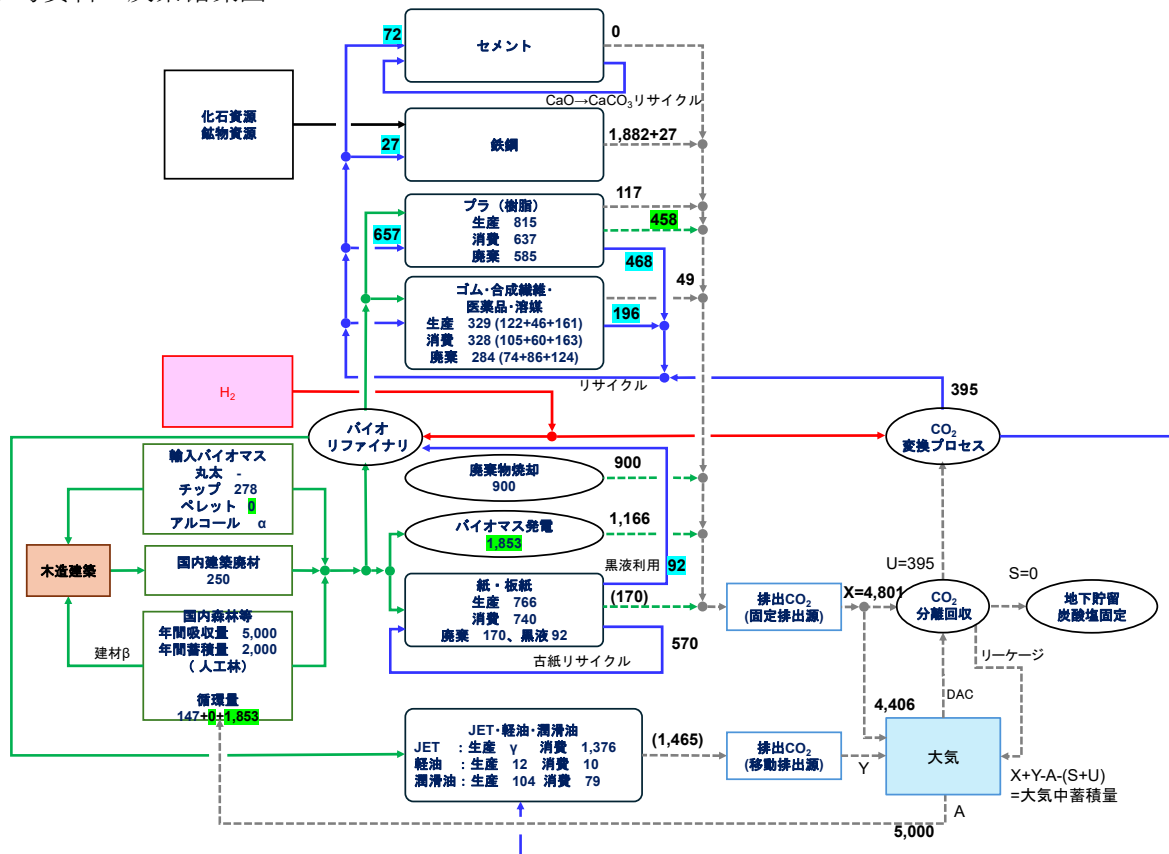 72
セメント
0
CaO→CaCO₃リサイクル
化石資源
鉱物資源
27
鉄鋼
1,882+27
657
プラ（樹脂）
生産 815
消費 637
廃棄 585
117
458
468
ゴム・合成繊維・
医薬品・溶媒
生産 329 (122+46+161)
消費 328 (105+60+163)
廃棄 284 (74+86+124)
49
196
リサイクル
395
H₂
バイオ
リファイナリ
CO₂
変換プロセス
輸入バイオマス
丸太 -
チップ 278
ペレット 0
アルコール α
廃棄物焼却
900
900
バイオマス発電
1,853
1,166
木造建築
国内建築廃材
250
黒液利用
92
紙・板紙
生産 766
消費 740
廃棄 170、黒液 92
(170)
570
古紙リサイクル
排出CO₂
(固定排出源)
X=4,801
U=395
CO₂
分離回収
S=0
地下貯留
炭酸塩固定
リーケージ
DAC
国内森林等
年間吸収量 5,000
年間蓄積量 2,000
（人工林）
循環量
147+0+1,853
建材β
JET・軽油・潤滑油
JET ：生産 γ 消費 1,376
軽油 ：生産 12 消費 10
潤滑油：生産 104 消費 79
(1,465)
排出CO₂
(移動排出源)
Y
4,406
大気
X+Y-A-(S+U)
=大気中蓄積量
A
5,000